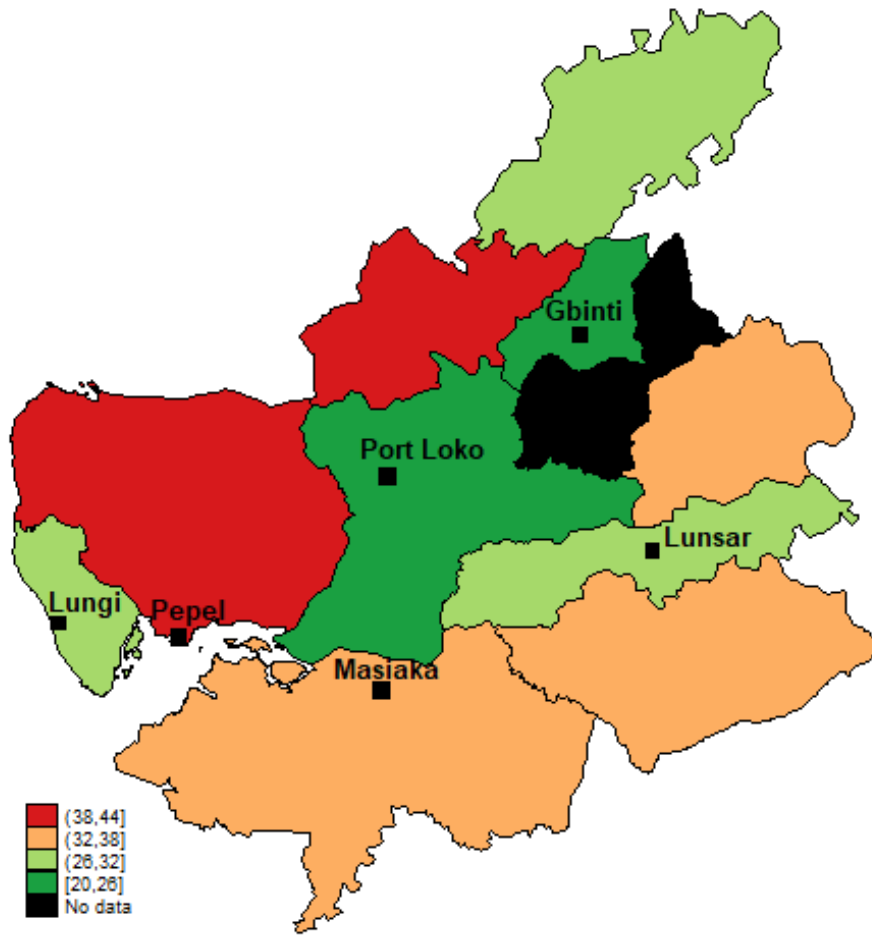 Gbinti
Port Loko
Lunsar
Lungi
Pepel
Masiaka
(38,44]
(32,38]
(26,32]
[20,26]
No data